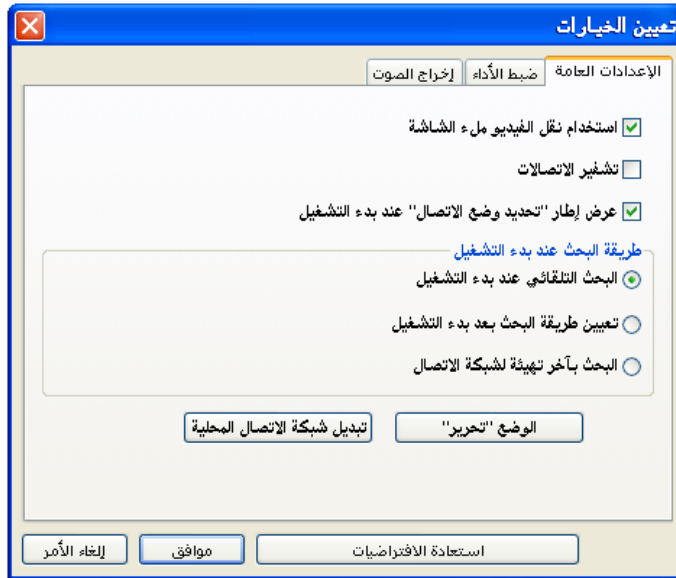 تعيين الخيارات
الإعدادات العامة ضبط الأداء إخراج الصوت
استخدام نقل الفيديو ملء الشاشة
تشفير الاتصالات
عرض إطار "تحديد وضع الاتصال" عند بدء التشغيل
طريقة البحث عند بدء التشغيل
البحث التلقائي عند بدء التشغيل
تعيين طريقة البحث بعد بدء التشغيل
البحث بآخر تهيئة لشبكة الاتصال
الوضع "تحرير" تبديل شبكة الاتصال المحلية
استعادة الافتراضيات موافق إلغاء الأمر